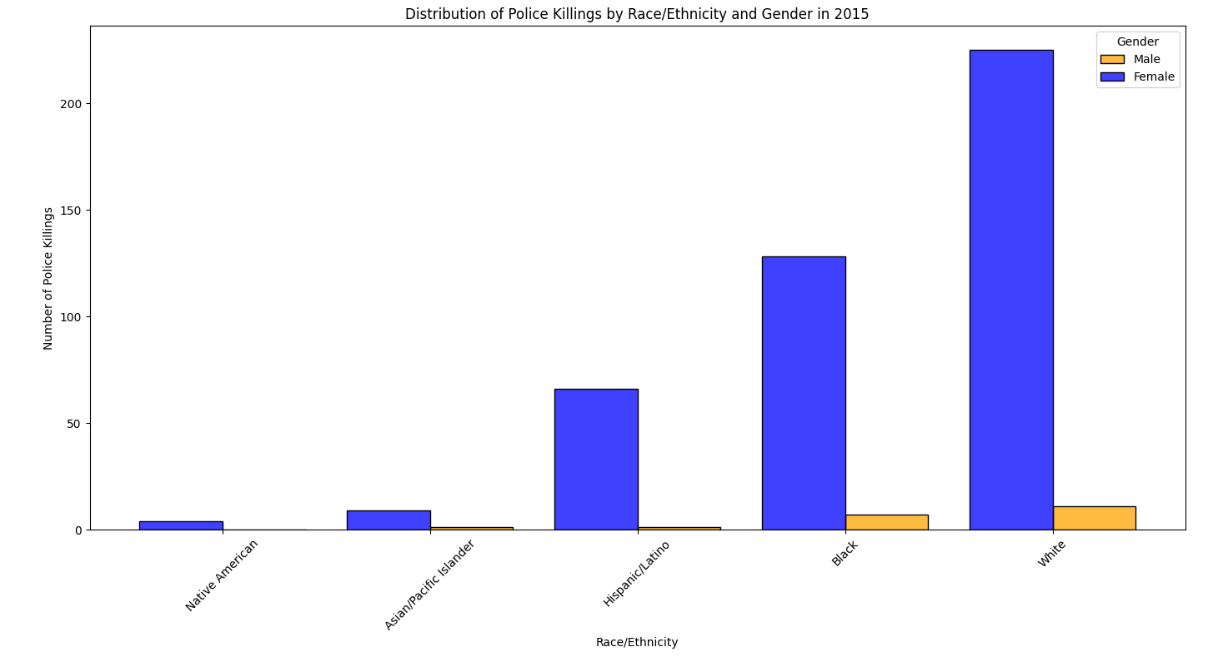 Distribution of Police Killings by Race/Ethnicity and Gender in 2015
Gender
Male
Female
Number of Police Killings
200
150
100
50
0
Native American
Asian/Pacific Islander
Hispanic/Latino
Black
White
Race/Ethnicity